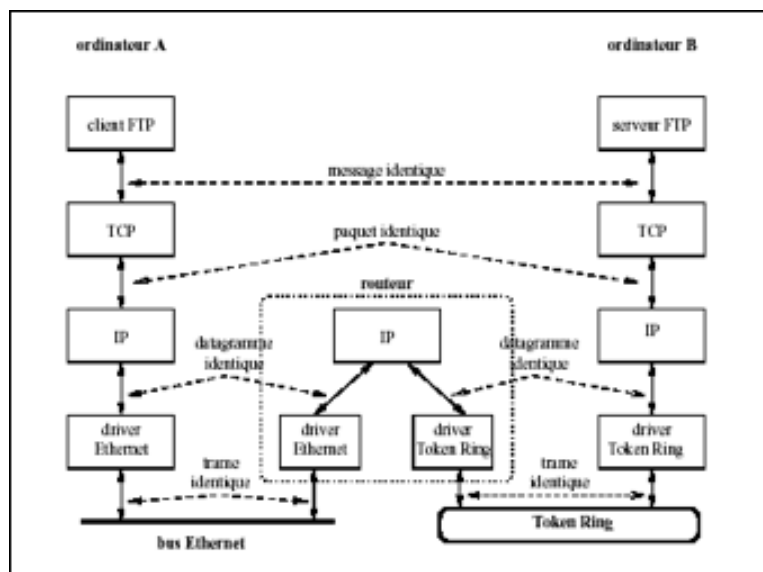 ordinateur A
ordinateur B
client FTP
serveur FTP
message identique
TCP
TCP
paquet identique
routeur
IP
IP
IP
datagramme
identique
datagramme
identique
driver
Ethernet
driver
Ethernet
driver
Token Ring
driver
Token Ring
trame
identique
trame
identique
bus Ethernet
Token Ring